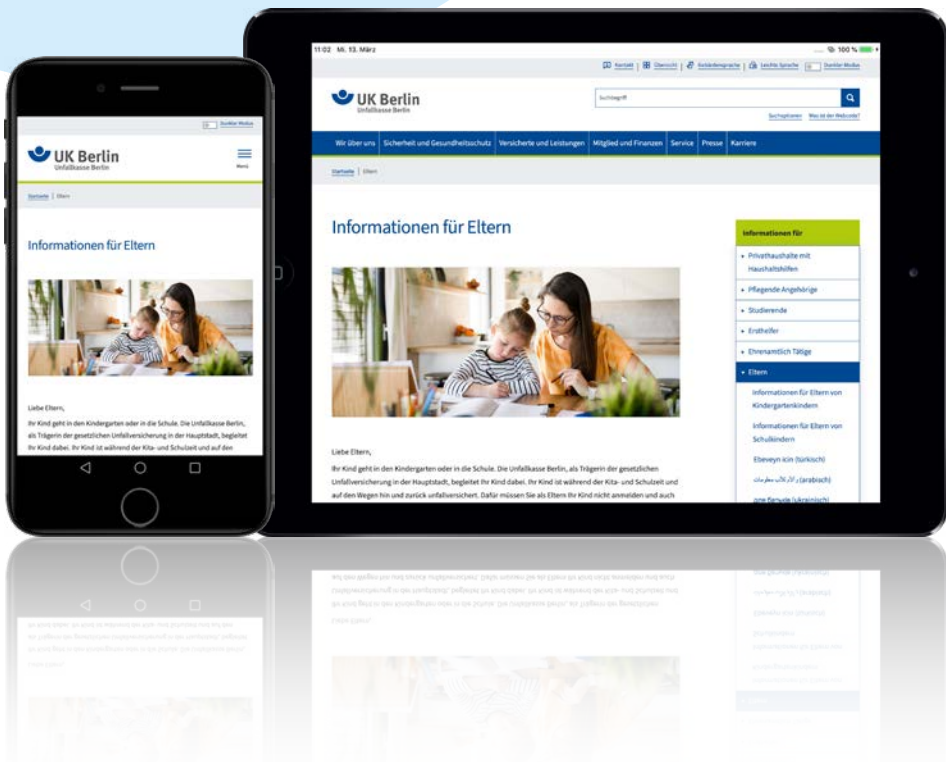 Dunkler Modus
UK Berlin
Unfallkasse Berlin
Menü
Startseite | Eltern
Informationen für Eltern
Liebe Eltern,
Ihr Kind geht in den Kindergarten oder in die Schule. Die Unfallkasse Berlin,
als Trägerin der gesetzlichen Unfallversicherung in der Hauptstadt, begleitet
Ihr Kind dabei. Ihr Kind ist während der Kita- und Schulzeit und auf den
11:02 Mi. 13. März
100 %
Kontakt | Übersicht | Gebärdensprache | Leichte Sprache | Dunkler Modus
UK Berlin
Unfallkasse Berlin
Suchbegriff
Suchoptionen Was ist der Webcode?
Wir über uns Sicherheit und Gesundheitsschutz Versicherte und Leistungen Mitglied und Finanzen Service Presse Karriere
Startseite | Eltern
Informationen für Eltern
Liebe Eltern,
Ihr Kind geht in den Kindergarten oder in die Schule. Die Unfallkasse Berlin, als Trägerin der gesetzlichen
Unfallversicherung in der Hauptstadt, begleitet Ihr Kind dabei. Ihr Kind ist während der Kita- und Schulzeit und
auf den Wegen hin und zurück unfallversichert. Dafür müssen Sie als Eltern Ihr Kind nicht anmelden und auch
Informationen für
Privathaushalte mit
Haushaltshilfen
Pflegende Angehörige
Studierende
Ersthelfer
Ehrenamtlich Tätige
Eltern
Informationen für Eltern von
Kindergartenkindern
Informationen für Eltern von
Schulkindern
Ebeveyn icin (türkisch)
(arabisch)
(ukrainisch)